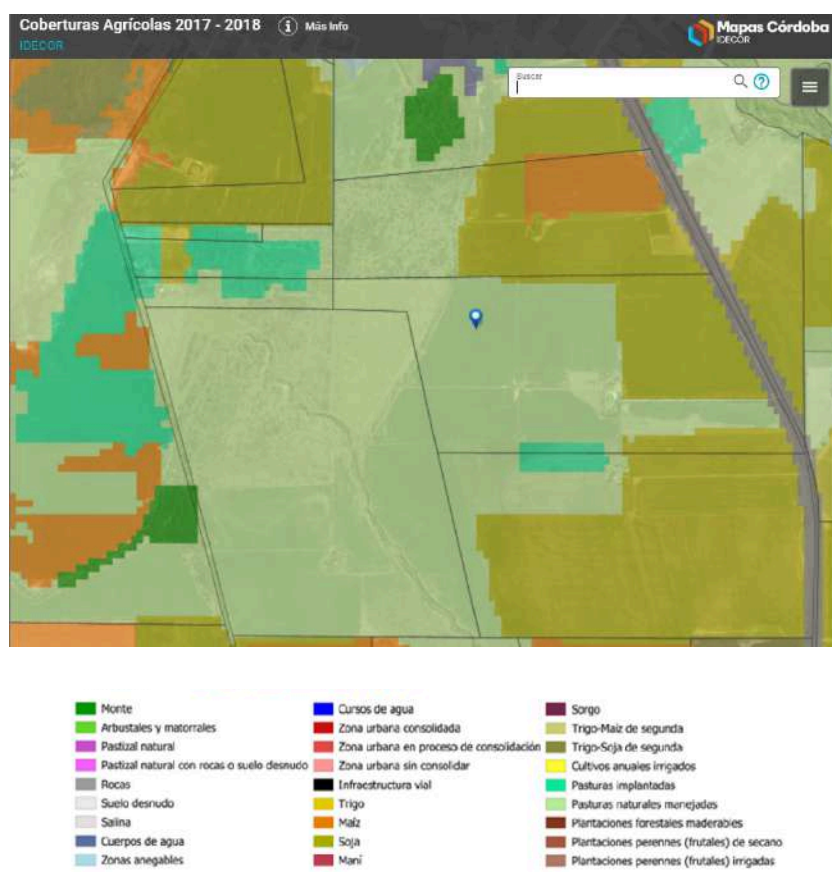 Coberturas Agrícolas 2017 - 2018 i Más Info
IDECOR
Mapas Córdoba
IDECOR
Buscar
?
Monte
Arbustales y matorrales
Pastizal natural
Pastizal natural con rocas o suelo desnudo
Rocas
Suelo desnudo
Salina
Cuerpos de agua
Zonas anegables
Cursos de agua
Zona urbana consolidada
Zona urbana en proceso de consolidación
Zona urbana sin consolidar
Infraestructura vial
Trigo
Maíz
Soja
Maní
Sorgo
Trigo-Maíz de segunda
Trigo-Soja de segunda
Cultivos anuales irrigados
Pasturas implantadas
Pasturas naturales manejadas
Plantaciones forestales maderables
Plantaciones perennes (frutales) de secano
Plantaciones perennes (frutales) irrigadas